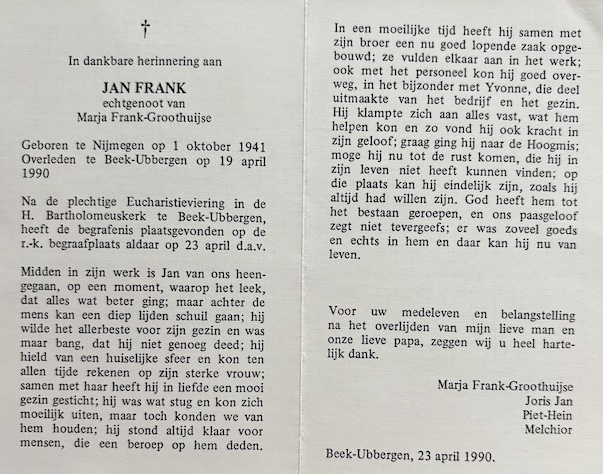 †
In dankbare herinnering aan
JAN FRANK
echtgenoot van
Marja Frank-Groothuijse
Geboren te Nijmegen op 1 oktober 1941
Overleden te Beek-Ubbergen op 19 april
1990
Na de plechtige Eucharistieviering in de
H. Bartholomeuskerk te Beek-Ubbergen,
heeft de begrafenis plaatsgevonden op de
r.-k. begraafplaats aldaar op 23 april d.a.v.
Midden in zijn werk is Jan van ons heen-
gegaan, op een moment, waarop het leek,
dat alles wat beter ging; maar achter de
mens kan een diep lijden schuil gaan; hij
wilde het allerbeste voor zijn gezin en was
maar bang, dat hij niet genoeg deed; hij
hield van een huiselijke sfeer en kon ten
allen tijde rekenen op zijn sterke vrouw;
samen met haar heeft hij in liefde een mooi
gezin gesticht; hij was wat stug en kon zich
moeilijk uiten, maar toch konden we van
hem houden; hij stond altijd klaar voor
mensen, die een beroep op hem deden.
In een moeilijke tijd heeft hij samen met
zijn broer een nu goed lopende zaak opge-
bouwd; ze vulden elkaar aan in het werk;
ook met het personeel kon hij goed over-
weg, in het bijzonder met Yvonne, die deel
uitmaakte van het bedrijf en het gezin.
Hij klampte zich aan alles vast, wat hem
helpen kon en zo vond hij ook kracht in
zijn geloof; graag ging hij naar de Hoogmis;
moge hij nu tot de rust komen, die hij in
zijn leven niet heeft kunnen vinden; op
die plaats kan hij eindelijk zijn, zoals hij
altijd had willen zijn. God heeft hem tot
het bestaan geroepen, en ons paasgeloof
zegt niet tevergeefs; er was zoveel goeds
en echts in hem en daar kan hij nu van
leven.
Voor uw medeleven en belangstelling
na het overlijden van mijn lieve man en
onze lieve papa, zeggen wij u heel harte-
lijk dank.
Marja Frank-Groothuijse
Joris Jan
Piet-Hein
Melchior
Beek-Ubbergen, 23 april 1990.